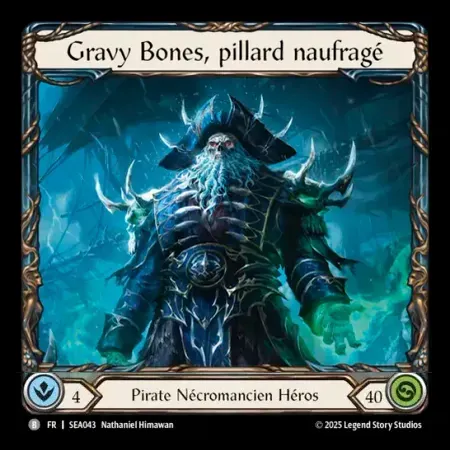 Gravy Bones, pillard naufragé
4 Pirate Nécromancien Héros 40
B FR | SEA043 Nathaniel Himawan © 2025 Legend Story Studios